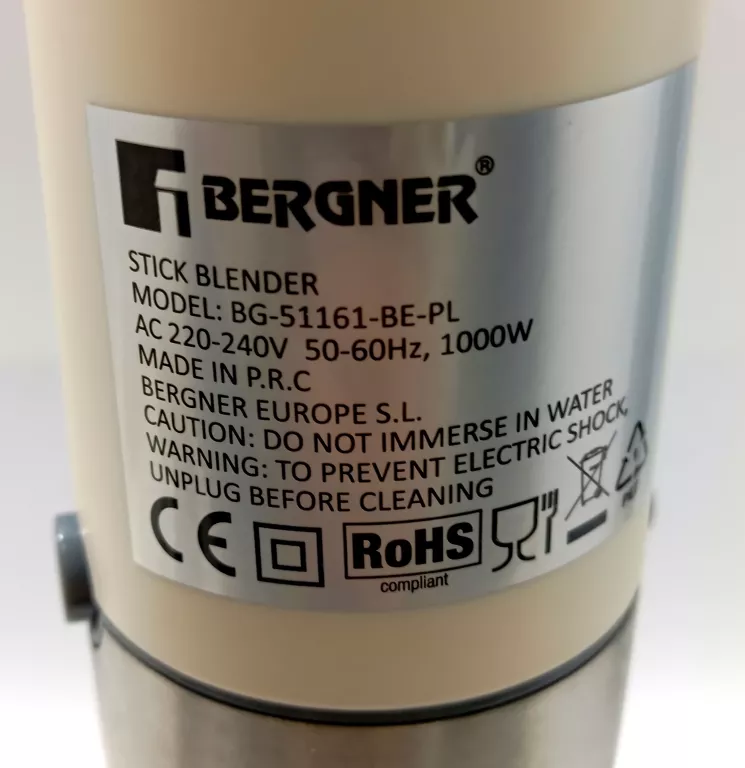 BERGNER®
STICK BLENDER
MODEL: BG-51161-BE-PL
AC 220-240V 50-60Hz, 1000W
MADE IN P.R.C
BERGNER EUROPE S.L.
CAUTION: DO NOT IMMERSE IN WATER
WARNING: TO PREVENT ELECTRIC SHOCK,
UNPLUG BEFORE CLEANING
CE
RoHS
compliant